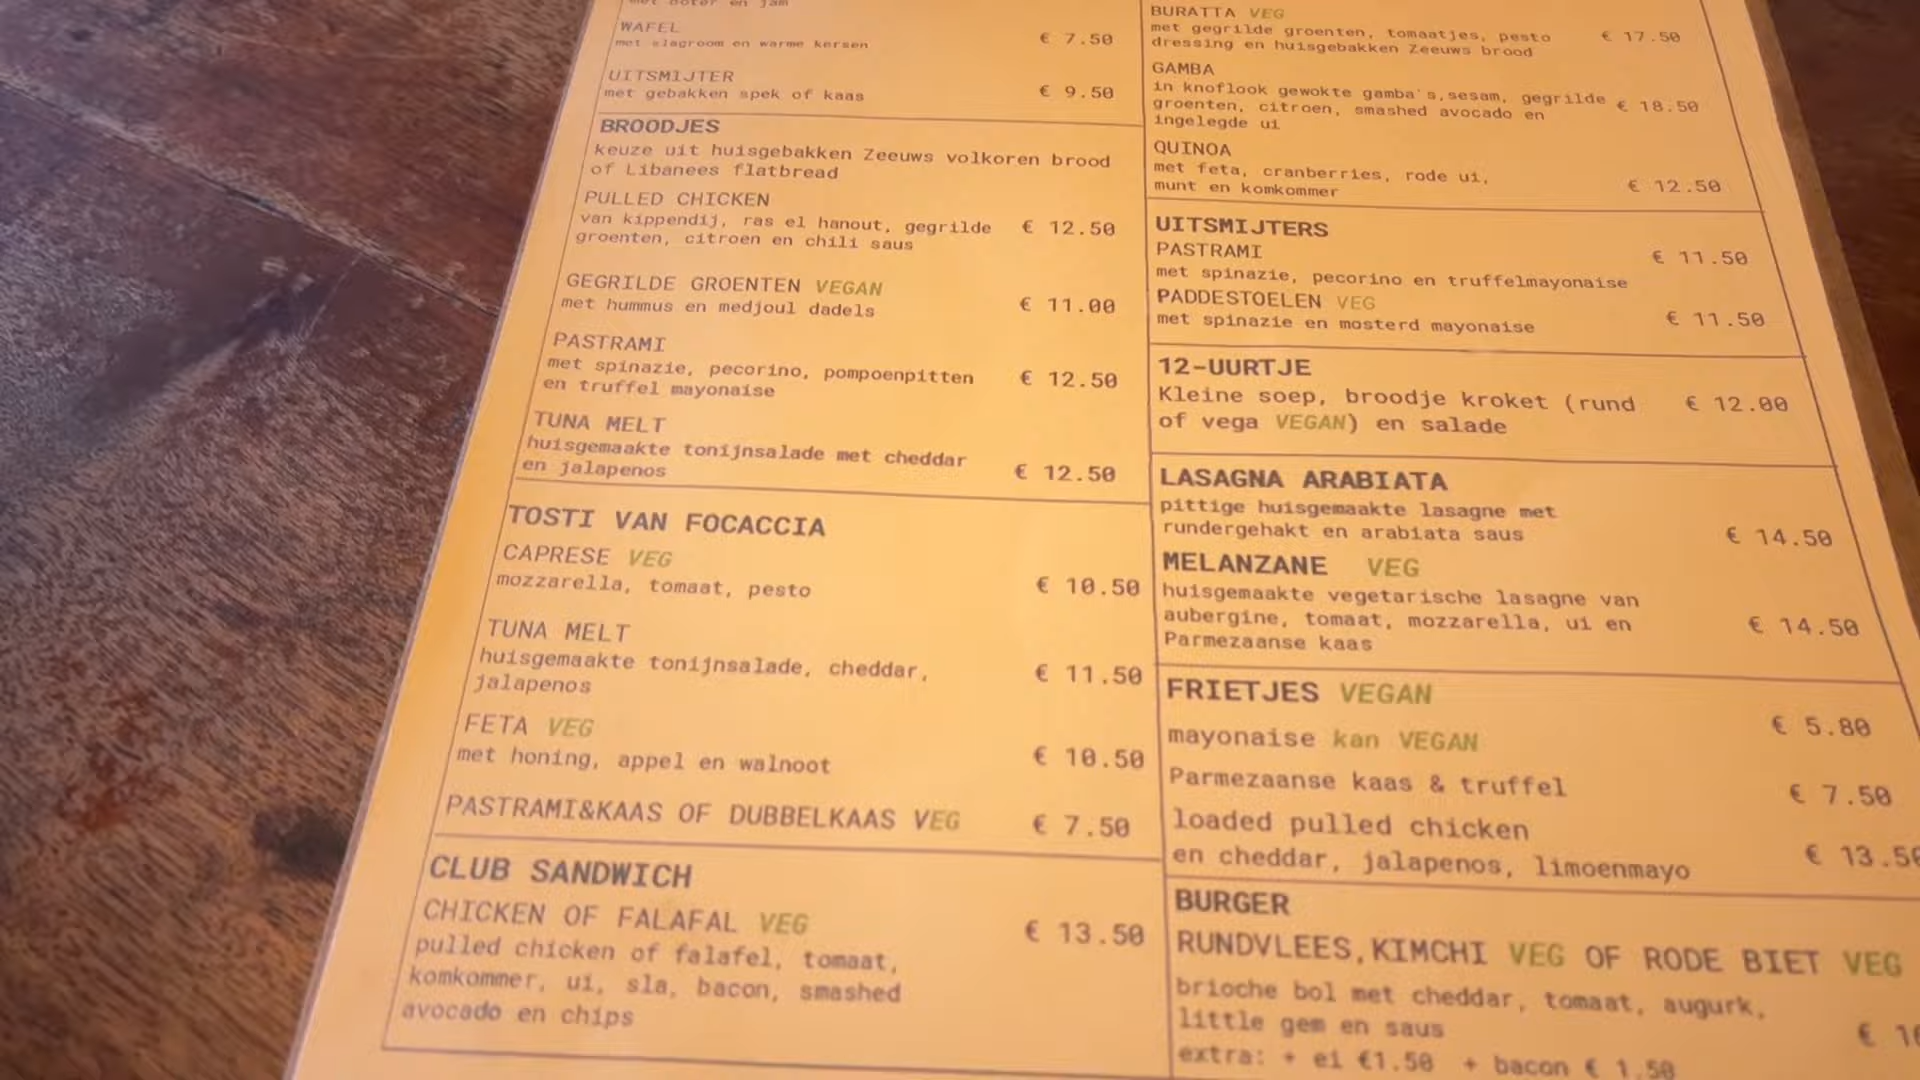 met boter en jam
WAFEL
met slagroom en warme kersen € 7.50
UITSMIJTER
met gebakken spek of kaas € 9.50
BROODJES
keuze uit huisgebakken Zeeuws volkoren brood
of Libanees flatbread
PULLED CHICKEN
van kippendij, ras el hanout, gegrilde € 12.50
groenten, citroen en chili saus
GEGRILDE GROENTEN VEGAN
met hummus en medjoul dadels € 11.00
PASTRAMI
met spinazie, pecorino, pompoenpitten € 12.50
en truffel mayonaise
TUNA MELT
huisgemaakte tonijnsalade met cheddar
en jalapenos € 12.50
TOSTI VAN FOCACCIA
CAPRESE VEG
mozzarella, tomaat, pesto € 10.50
TUNA MELT
huisgemaakte tonijnsalade, cheddar, € 11.50
jalapenos
FETA VEG
met honing, appel en walnoot € 10.50
PASTRAMI&KAAS OF DUBBELKAAS VEG € 7.50
CLUB SANDWICH
CHICKEN OF FALAFAL VEG € 13.50
pulled chicken of falafel, tomaat,
komkommer, ui, sla, bacon, smashed
avocado en chips
BURATTA VEG
met gegrilde groenten, tomaatjes, pesto € 17.50
dressing en huisgebakken Zeeuws brood
GAMBA
in knoflook gewokte gamba's,sesam, gegrilde € 18.50
groenten, citroen, smashed avocado en
ingelegde ui
QUINOA
met feta, cranberries, rode ui, € 12.50
munt en komkommer
UITSMIJTERS
PASTRAMI € 11.50
met spinazie, pecorino en truffelmayonaise
PADDESTOELEN VEG € 11.50
met spinazie en mosterd mayonaise
12-UURTJE
Kleine soep, broodje kroket (rund € 12.00
of vega VEGAN) en salade
LASAGNA ARABIATA
pittige huisgemaakte lasagne met
rundergehakt en arabiata saus € 14.50
MELANZANE VEG
huisgemaakte vegetarische lasagne van
aubergine, tomaat, mozzarella, ui en € 14.50
Parmezaanse kaas
FRIETJES VEGAN € 5.80
mayonaise kan VEGAN
Parmezaanse kaas & truffel € 7.50
loaded pulled chicken € 13.50
en cheddar, jalapenos, limoenmayo
BURGER
RUNDVLEES,KIMCHI VEG OF RODE BIET VEG
brioche bol met cheddar, tomaat, augurk,
little gem en saus €
extra: + ei €1.50 + bacon € 1.50